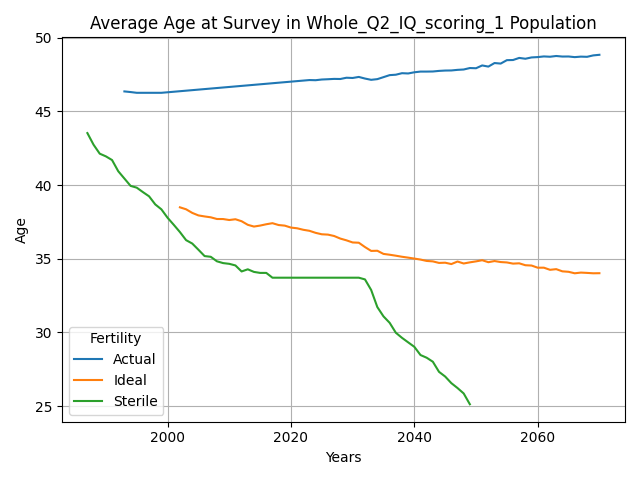 Average Age at Survey in Whole_Q2_IQ_scoring_1 Population
50
45
40
35
30
25
Age
Fertility
Actual
Ideal
Sterile
2000
2020
2040
2060
Years